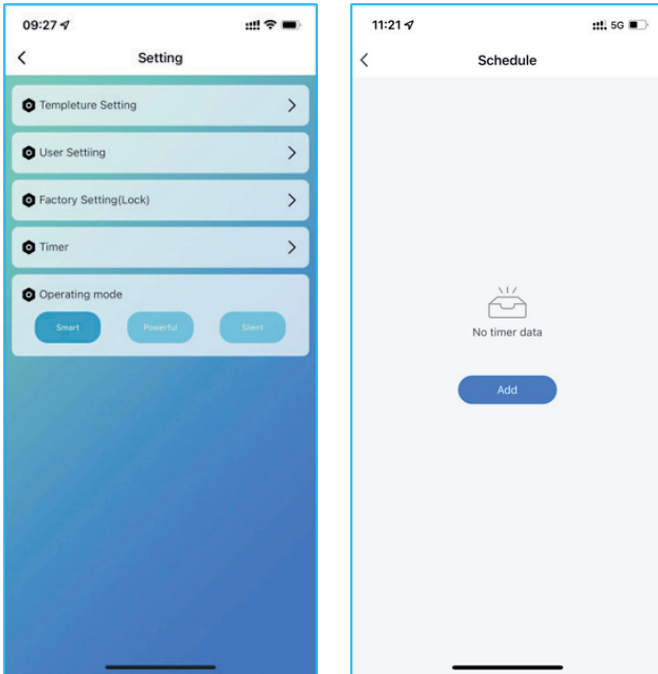 09:27
Setting
Templeture Setting
User Settiing
Factory Setting(Lock)
Timer
Operating mode
Smart Powerful Silent
11:21 5G
Schedule
No timer data
Add